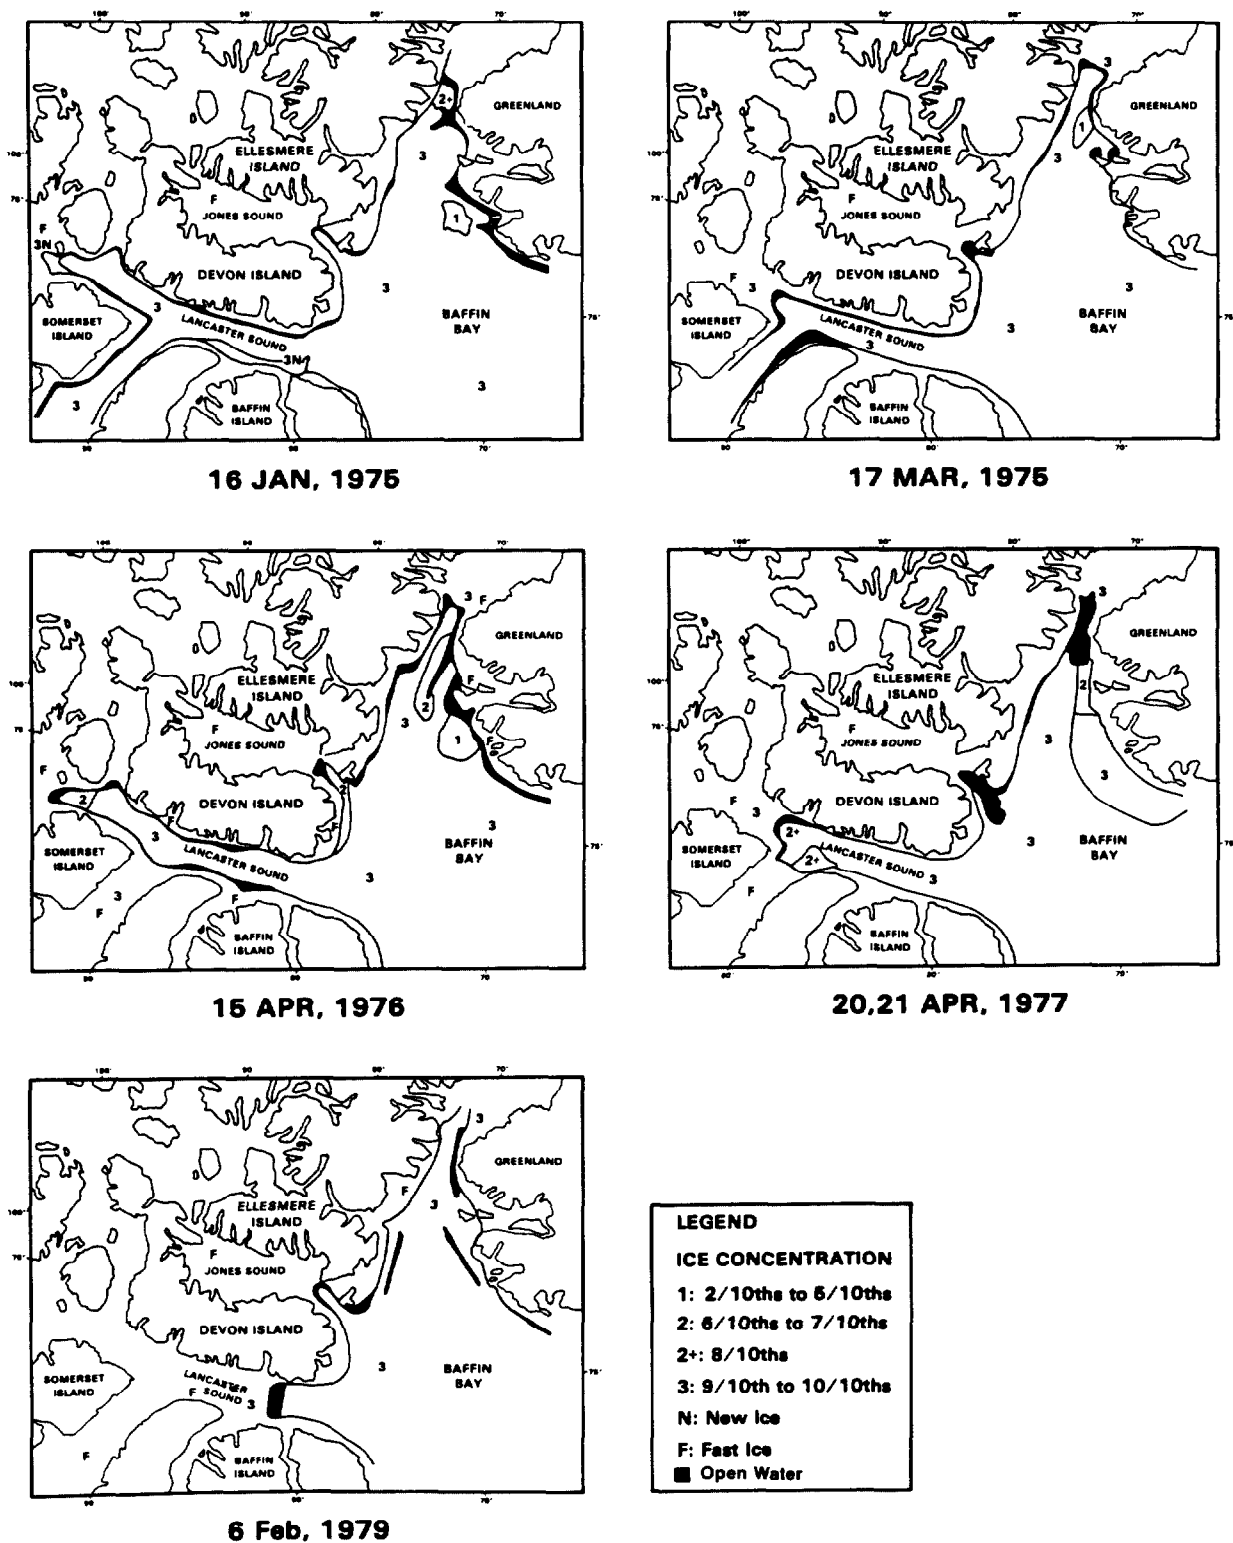 GREENLAND
2+
ELLESMERE
ISLAND
3
F
JONES SOUND
1
F
3N
DEVON ISLAND
3
3
LANCASTER SOUND
SOMERSET
ISLAND
BAFFIN
BAY
3N
3
3
BAFFIN
ISLAND
16 JAN, 1975
3
GREENLAND
1
ELLESMERE
ISLAND
3
F
JONES SOUND
DEVON ISLAND
F
3
3
LANCASTER SOUND
SOMERSET
ISLAND
BAFFIN
BAY
3
3
BAFFIN
ISLAND
17 MAR, 1975
3
F
GREENLAND
ELLESMERE
ISLAND
F
2
3
F
JONES SOUND
1
F
F
2
2
DEVON ISLAND
F
F
3
3
LANCASTER SOUND
SOMERSET
ISLAND
BAFFIN
BAY
3
3
F
F
BAFFIN
ISLAND
15 APR, 1976
3
GREENLAND
ELLESMERE
ISLAND
2
F
JONES SOUND
3
3
DEVON ISLAND
F
3
2+
2+
LANCASTER SOUND
3
SOMERSET
ISLAND
3
BAFFIN
BAY
F
BAFFIN
ISLAND
20,21 APR, 1977
3
GREENLAND
F
3
ELLESMERE
ISLAND
F
JONES SOUND
DEVON ISLAND
3
BAFFIN
BAY
SOMERSET
ISLAND
LANCASTER
SOUND
F
3
F
BAFFIN
ISLAND
6 Feb, 1979
LEGEND
ICE CONCENTRATION
1: 2/10ths to 5/10ths
2: 6/10ths to 7/10ths
2+: 8/10ths
3: 9/10th to 10/10ths
N: New Ice
F: Fast Ice
Open Water